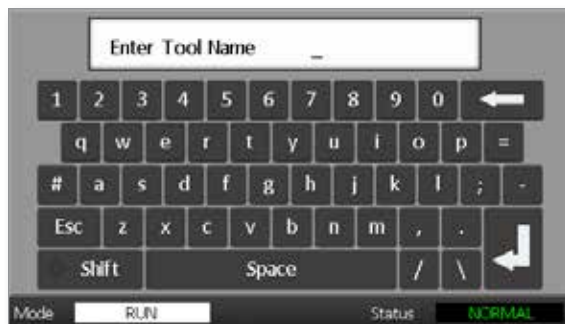 Enter Tool Name _
1 2 3 4 5 6 7 8 9 0
q w e r t y u i o p =
# a s d f g h j k l ; -
Esc z x c v b n m , .
Shift Space / \
Mode RUN Status NORMAL